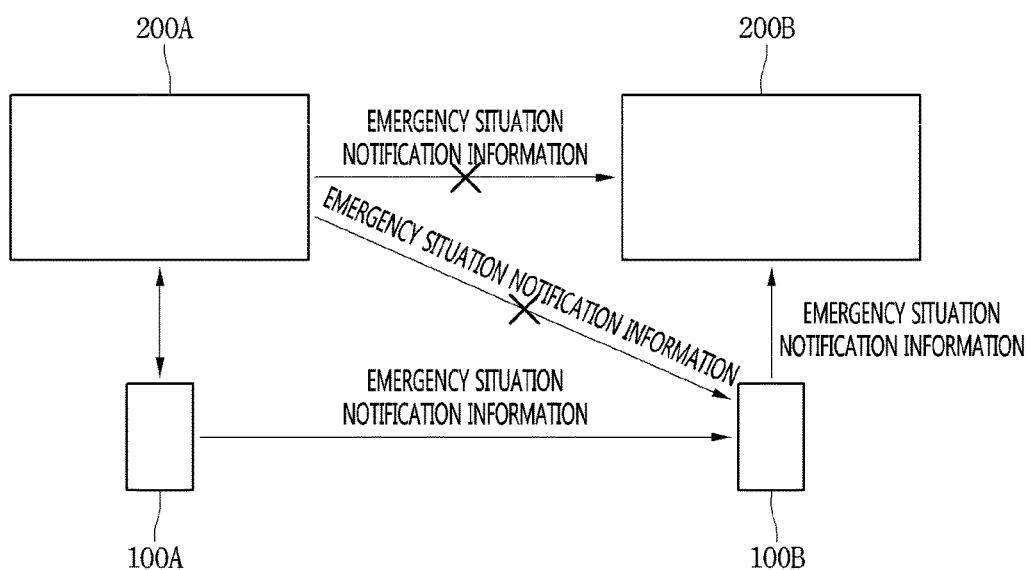 200A
200B
EMERGENCY SITUATION
NOTIFICATION INFORMATION
EMERGENCY SITUATION NOTIFICATION INFORMATION
EMERGENCY SITUATION
NOTIFICATION INFORMATION
EMERGENCY SITUATION
NOTIFICATION INFORMATION
100A
100B